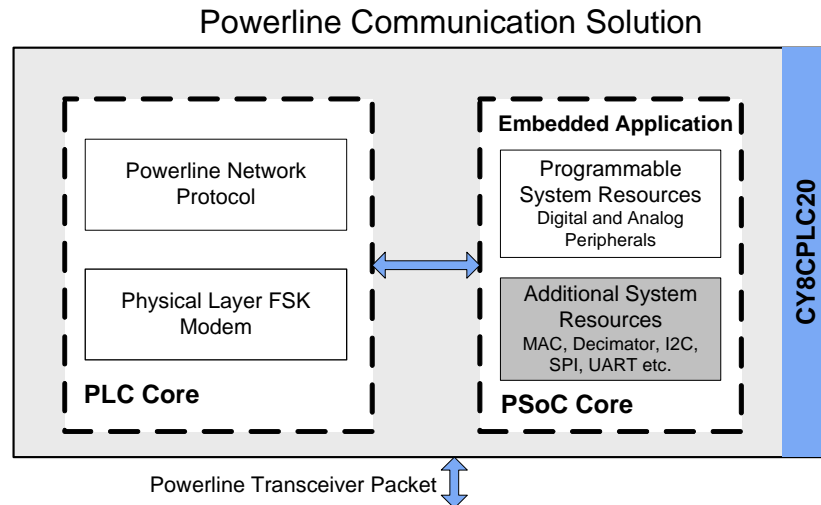 Powerline Communication Solution
Powerline Network
Protocol
Physical Layer FSK
Modem
PLC Core
Embedded Application
Programmable
System Resources
Digital and Analog
Peripherals
Additional System
Resources
MAC, Decimator, I2C,
SPI, UART etc.
PSoC Core
CY8CPLC20
Powerline Transceiver Packet